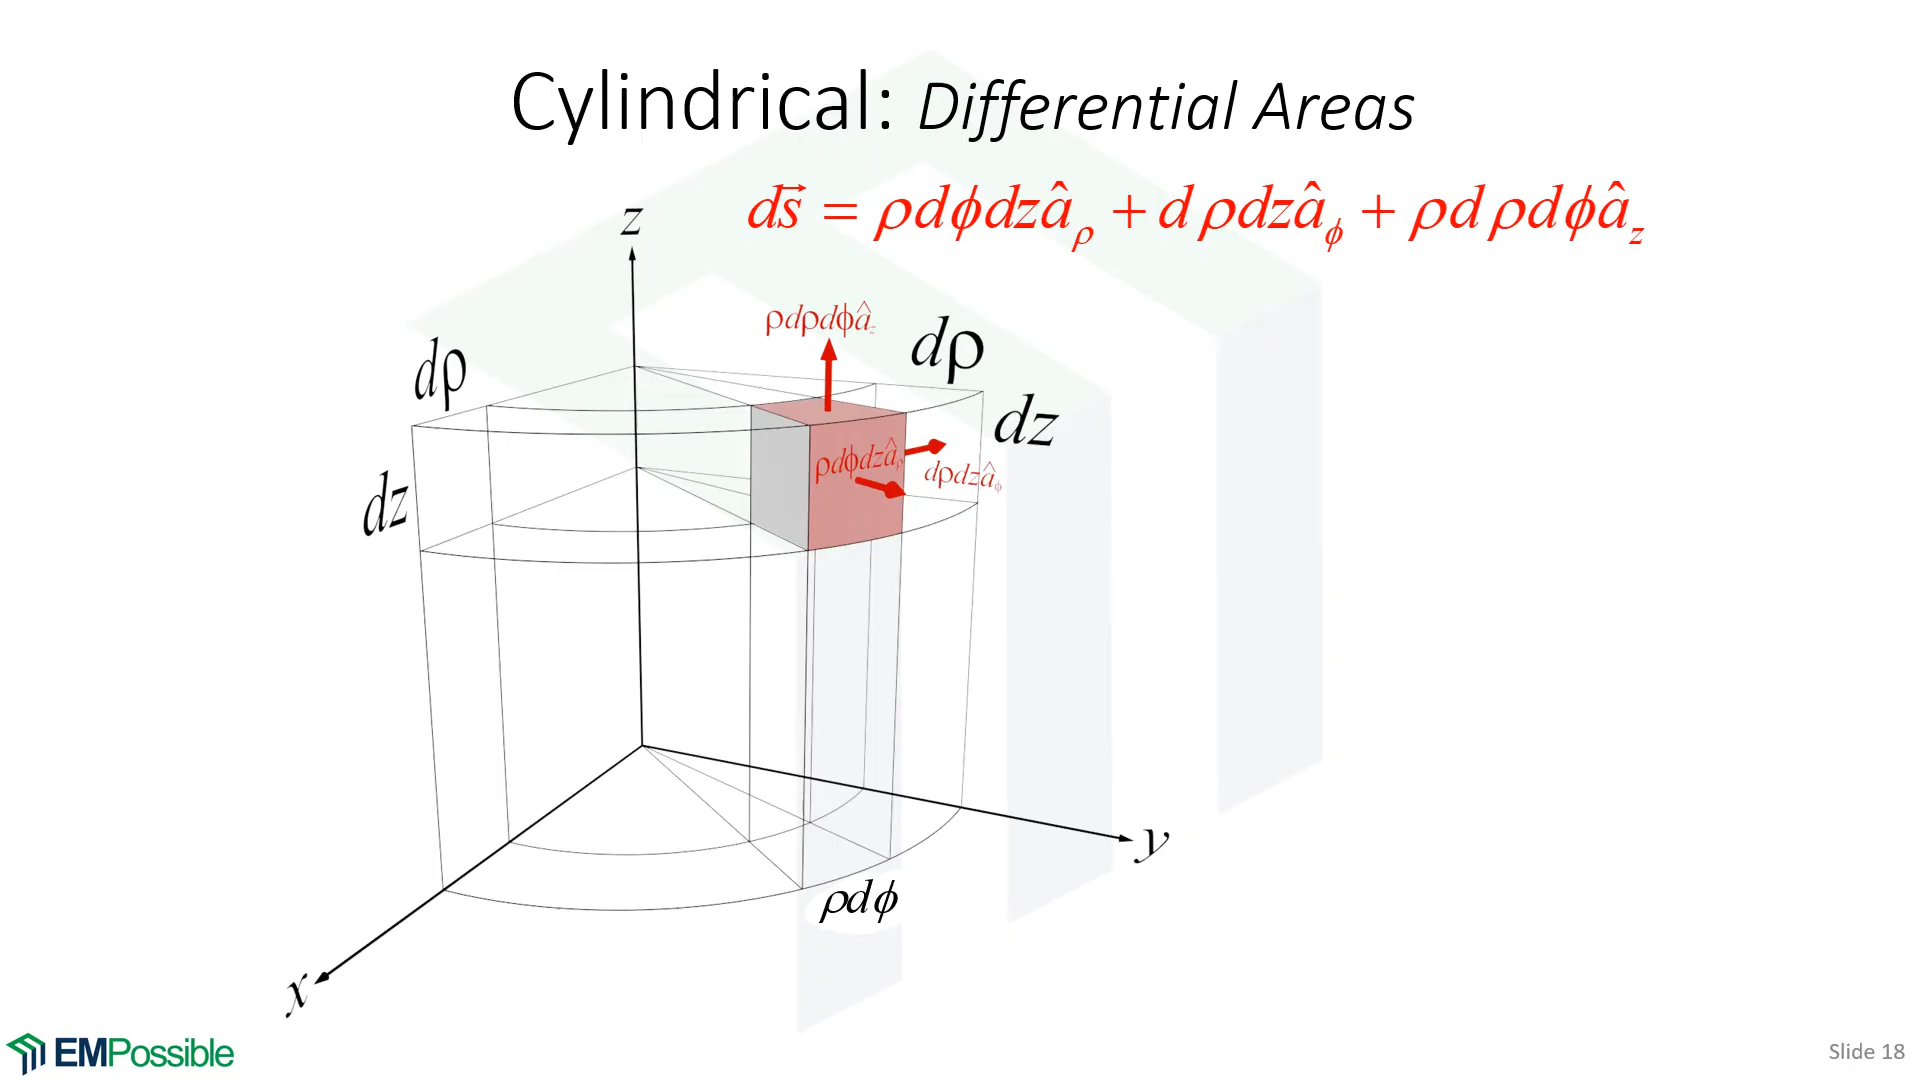 Cylindrical: Differential Areas
ds⃗ = ρdϕdzâ_ρ + dρdzâ_ϕ + ρdρdϕâ_z
z
ρdρdϕâ_z
dρ
dρ
dz
ρdϕdzâ_ρ
dρdzâ_ϕ
dz
y
ρdϕ
x
EMPossible
Slide 18